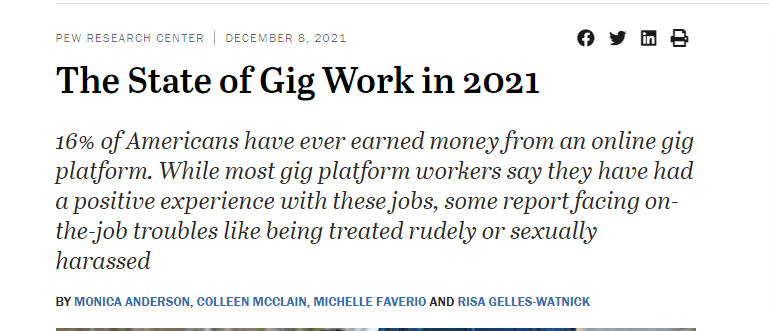 PEW RESEARCH CENTER | DECEMBER 8, 2021
The State of Gig Work in 2021
16% of Americans have ever earned money from an online gig
platform. While most gig platform workers say they have had
a positive experience with these jobs, some report facing on-
the-job troubles like being treated rudely or sexually
harassed
BY MONICA ANDERSON, COLLEEN MCCLAIN, MICHELLE FAVERIO AND RISA GELLES-WATNICK